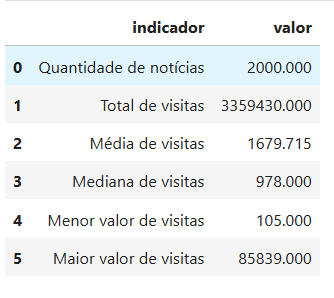 indicador valor
0 Quantidade de notícias 2000.000
1 Total de visitas 3359430.000
2 Média de visitas 1679.715
3 Mediana de visitas 978.000
4 Menor valor de visitas 105.000
5 Maior valor de visitas 85839.000